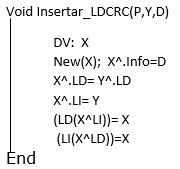 Void Insertar_LDCRC(P,Y,D)
DV: X
New(X); X^.Info=D
X^.LD= Y^.LD
X^.LI= Y
(LD(X^LI))= X
(LI(X^LD))=X
End